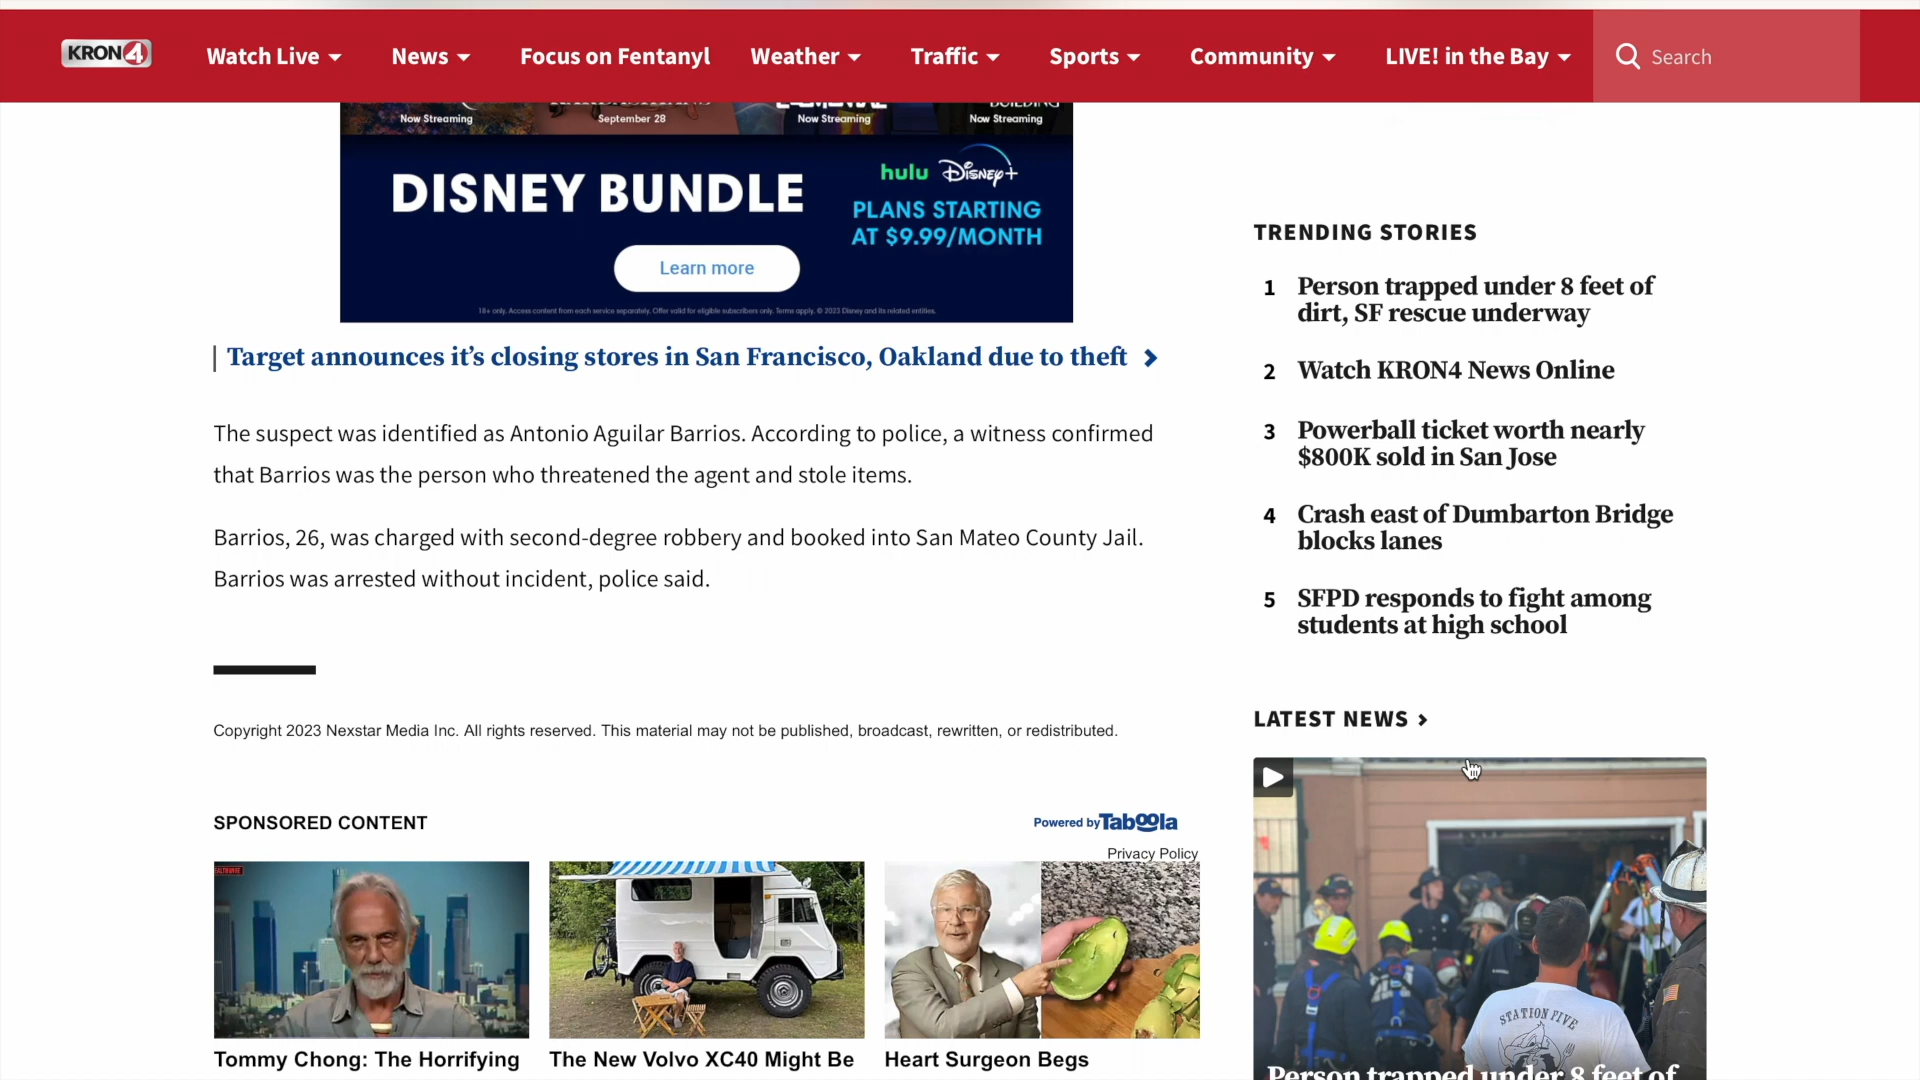 KRON4
Watch Live
News
Focus on Fentanyl
Weather
Traffic
Sports
Community
LIVE! in the Bay
Search
Now Streaming
September 28
Now Streaming
BUILDING
Now Streaming
DISNEY BUNDLE
hulu Disney+
PLANS STARTING
AT $9.99/MONTH
Learn more
18+ only. Access content from each service separately. Offer valid for eligible subscribers only. Terms apply. © 2023 Disney and its related entities.
Target announces it’s closing stores in San Francisco, Oakland due to theft
The suspect was identified as Antonio Aguilar Barrios. According to police, a witness confirmed
that Barrios was the person who threatened the agent and stole items.
Barrios, 26, was charged with second-degree robbery and booked into San Mateo County Jail.
Barrios was arrested without incident, police said.
Copyright 2023 Nexstar Media Inc. All rights reserved. This material may not be published, broadcast, rewritten, or redistributed.
SPONSORED CONTENT
Powered by Taboola
Privacy Policy
Tommy Chong: The Horrifying
The New Volvo XC40 Might Be
Heart Surgeon Begs
TRENDING STORIES
1 Person trapped under 8 feet of
dirt, SF rescue underway
2 Watch KRON4 News Online
3 Powerball ticket worth nearly
$800K sold in San Jose
4 Crash east of Dumbarton Bridge
blocks lanes
5 SFPD responds to fight among
students at high school
LATEST NEWS
STATION FIVE
Person trapped under 8 feet of